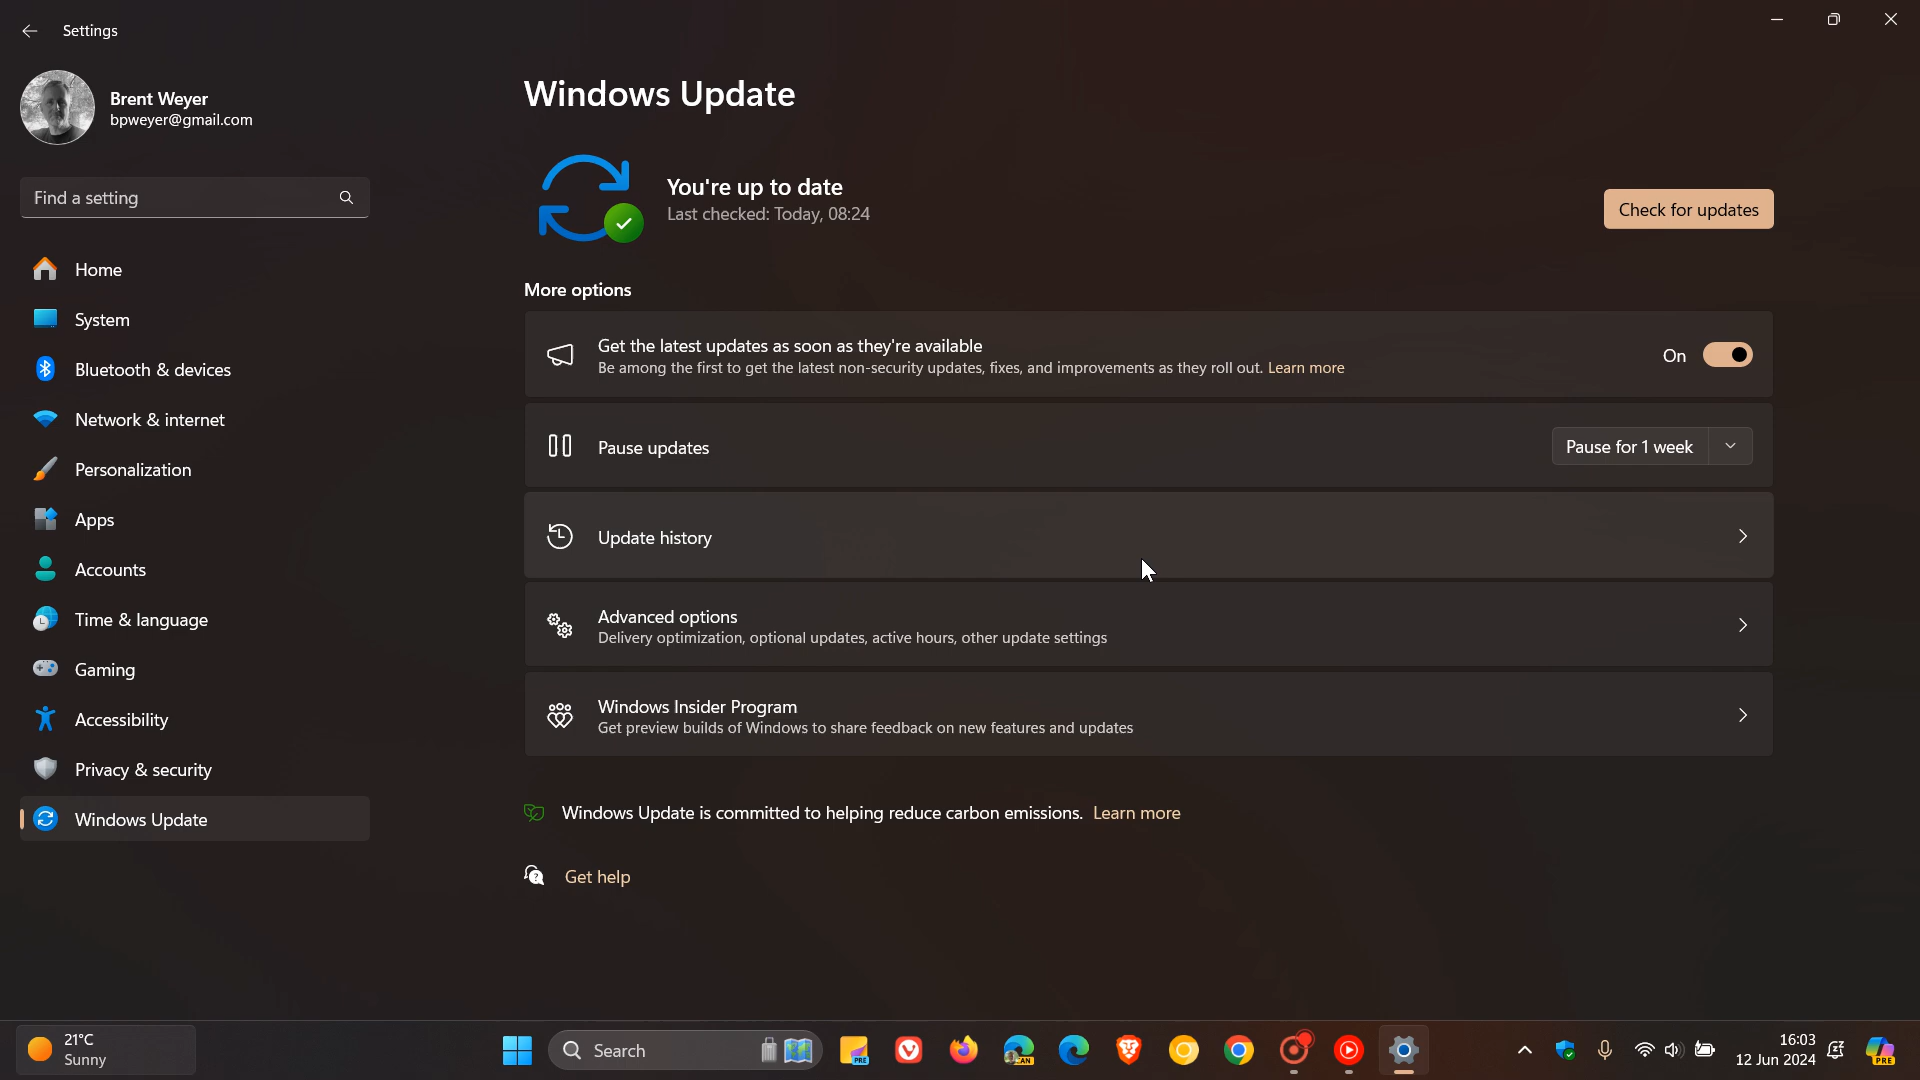 Settings
Brent Weyer
bpweyer@gmail.com
Find a setting
Home
System
Bluetooth & devices
Network & internet
Personalization
Apps
Accounts
Time & language
Gaming
Accessibility
Privacy & security
Windows Update
Windows Update
You're up to date
Last checked: Today, 08:24
Check for updates
More options
Get the latest updates as soon as they're available
Be among the first to get the latest non-security updates, fixes, and improvements as they roll out. Learn more
On
Pause updates
Pause for 1 week
Update history
Advanced options
Delivery optimization, optional updates, active hours, other update settings
Windows Insider Program
Get preview builds of Windows to share feedback on new features and updates
Windows Update is committed to helping reduce carbon emissions. Learn more
Get help
21°C
Sunny
Search
PRE
CAN
16:03
12 Jun 2024
PRE